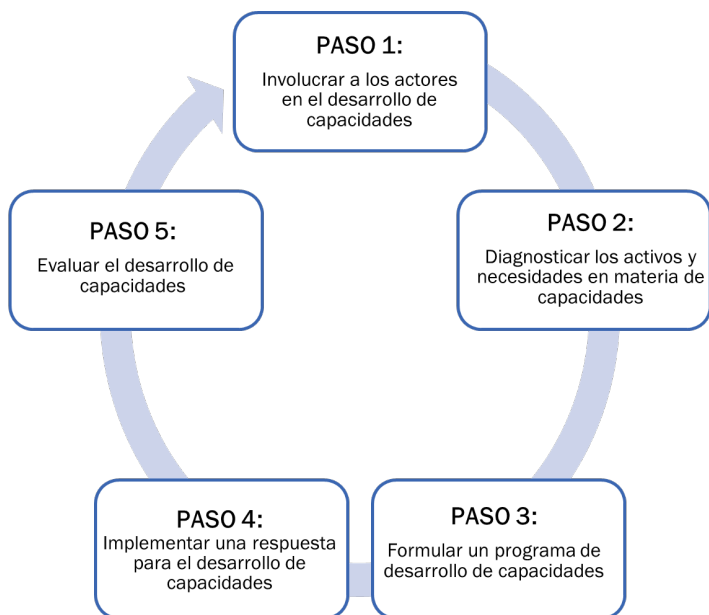 PASO 1:
Involucrar a los actores
en el desarrollo de
capacidades
PASO 2:
Diagnosticar los activos y
necesidades en materia de
capacidades
PASO 3:
Formular un programa de
desarrollo de capacidades
PASO 4:
Implementar una respuesta
para el desarrollo de
capacidades
PASO 5:
Evaluar el desarrollo de
capacidades